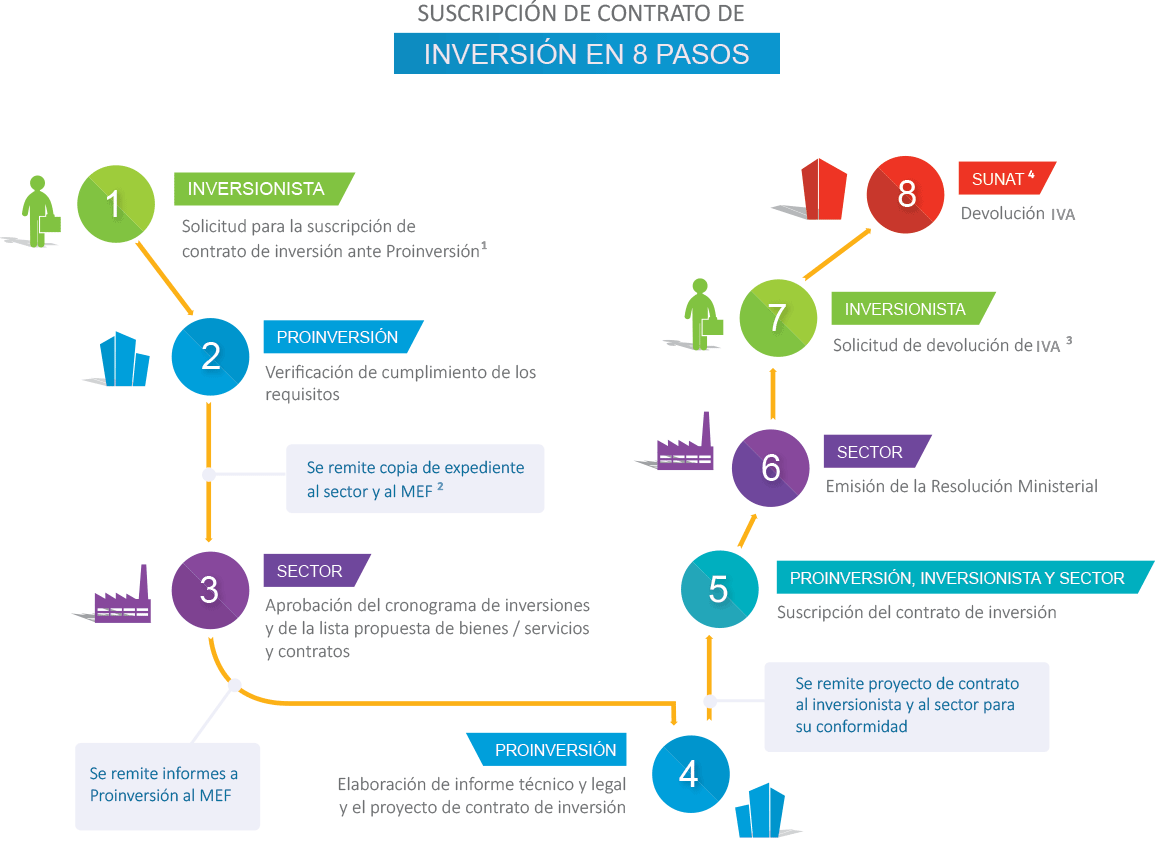 SUSCRIPCIÓN DE CONTRATO DE
INVERSIÓN EN 8 PASOS
1
INVERSIONISTA
Solicitud para la suscripción de
contrato de inversión ante Proinversión¹
2
PROINVERSIÓN
Verificación de cumplimiento de los
requisitos
Se remite copia de expediente
al sector y al MEF ²
3
SECTOR
Aprobación del cronograma de inversiones
y de la lista propuesta de bienes / servicios
y contratos
Se remite informes a
Proinversión al MEF
4
PROINVERSIÓN
Elaboración de informe técnico y legal
y el proyecto de contrato de inversión
Se remite proyecto de contrato
al inversionista y al sector para
su conformidad
5
PROINVERSIÓN, INVERSIONISTA Y SECTOR
Suscripción del contrato de inversión
6
SECTOR
Emisión de la Resolución Ministerial
7
INVERSIONISTA
Solicitud de devolución de IVA ³
8
SUNAT ⁴
Devolución IVA